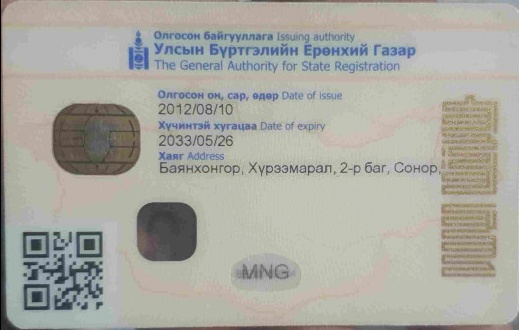 Олгосон байгууллага Issuing authority
Улсын Бүртгэлийн Ерөнхий Газар
The General Authority for State Registration
Олгосон он, сар, өдөр Date of issue
2012/08/10
Хүчинтэй хугацаа Date of expiry
2033/05/26
Хаяг Address
Баянхонгор, Хүрээмарал, 2-р баг, Сонор,
MNG